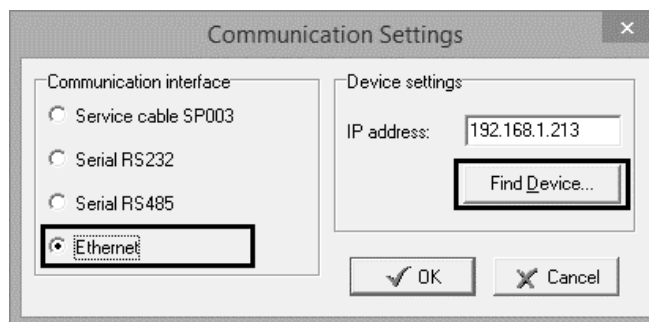 Communication Settings
Communication interface
Service cable SP003
Serial RS232
Serial RS485
Ethernet
Device settings
IP address: 192.168.1.213
Find Device...
OK
Cancel